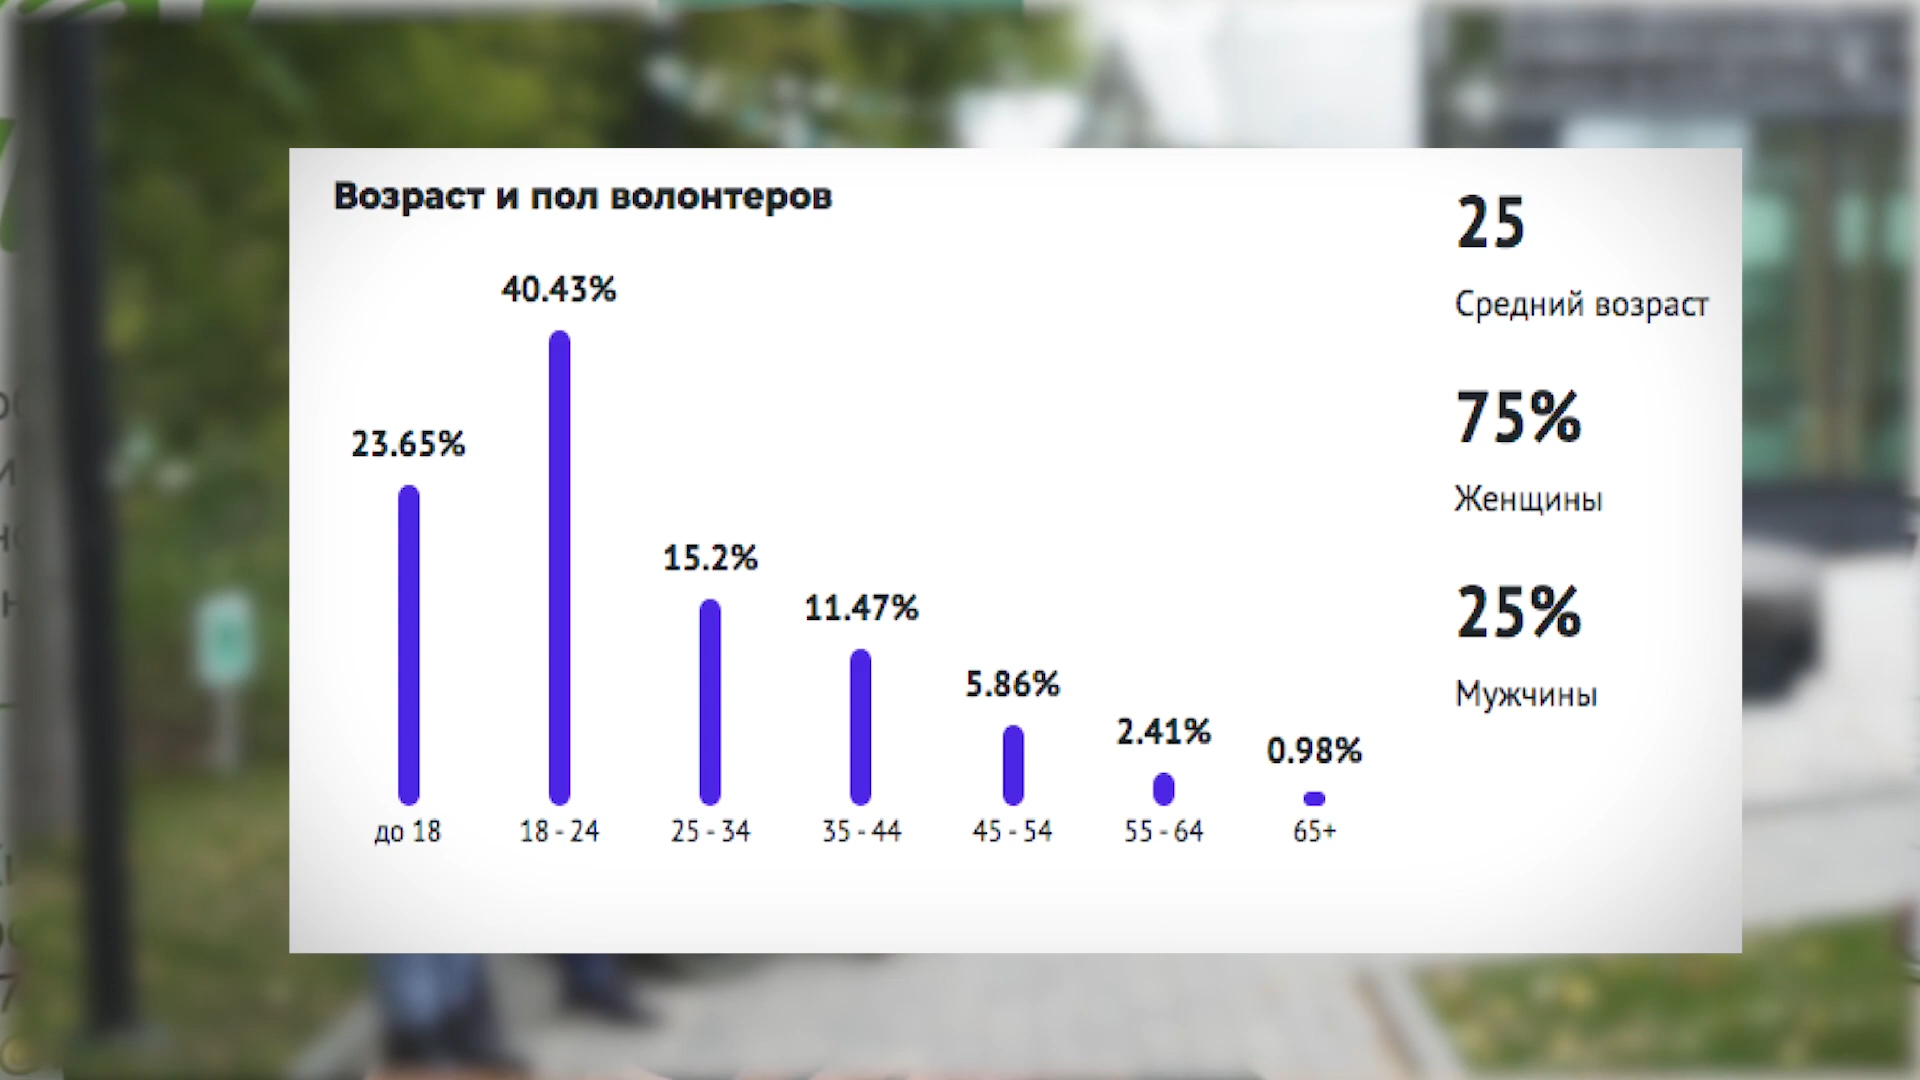 Возраст и пол волонтеров
40.43%
23.65%
15.2%
11.47%
5.86%
2.41%
0.98%
до 18
18 - 24
25 - 34
35 - 44
45 - 54
55 - 64
65+
25
Средний возраст
75%
Женщины
25%
Мужчины